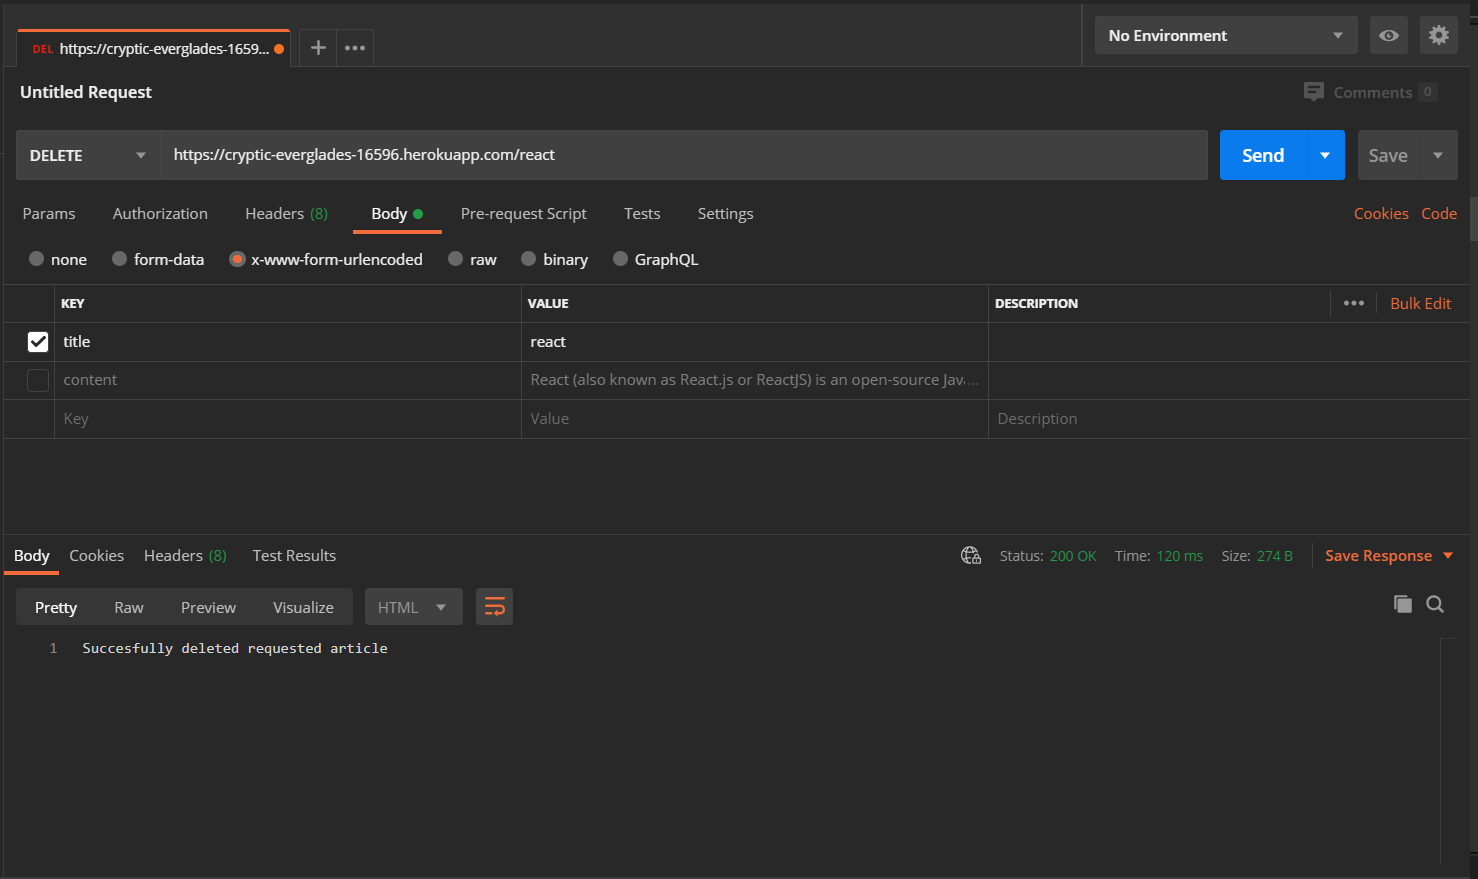 DEL https://cryptic-everglades-1659...
No Environment
Untitled Request
Comments 0
DELETE https://cryptic-everglades-16596.herokuapp.com/react
Send
Save
Params Authorization Headers (8) Body Pre-request Script Tests Settings
Cookies Code
none form-data x-www-form-urlencoded raw binary GraphQL
KEY VALUE DESCRIPTION Bulk Edit
title react
content React (also known as React.js or ReactJS) is an open-source Jav...
Key Value Description
Body Cookies Headers (8) Test Results
Status: 200 OK Time: 120 ms Size: 274 B Save Response
Pretty Raw Preview Visualize HTML
1 Succesfully deleted requested article